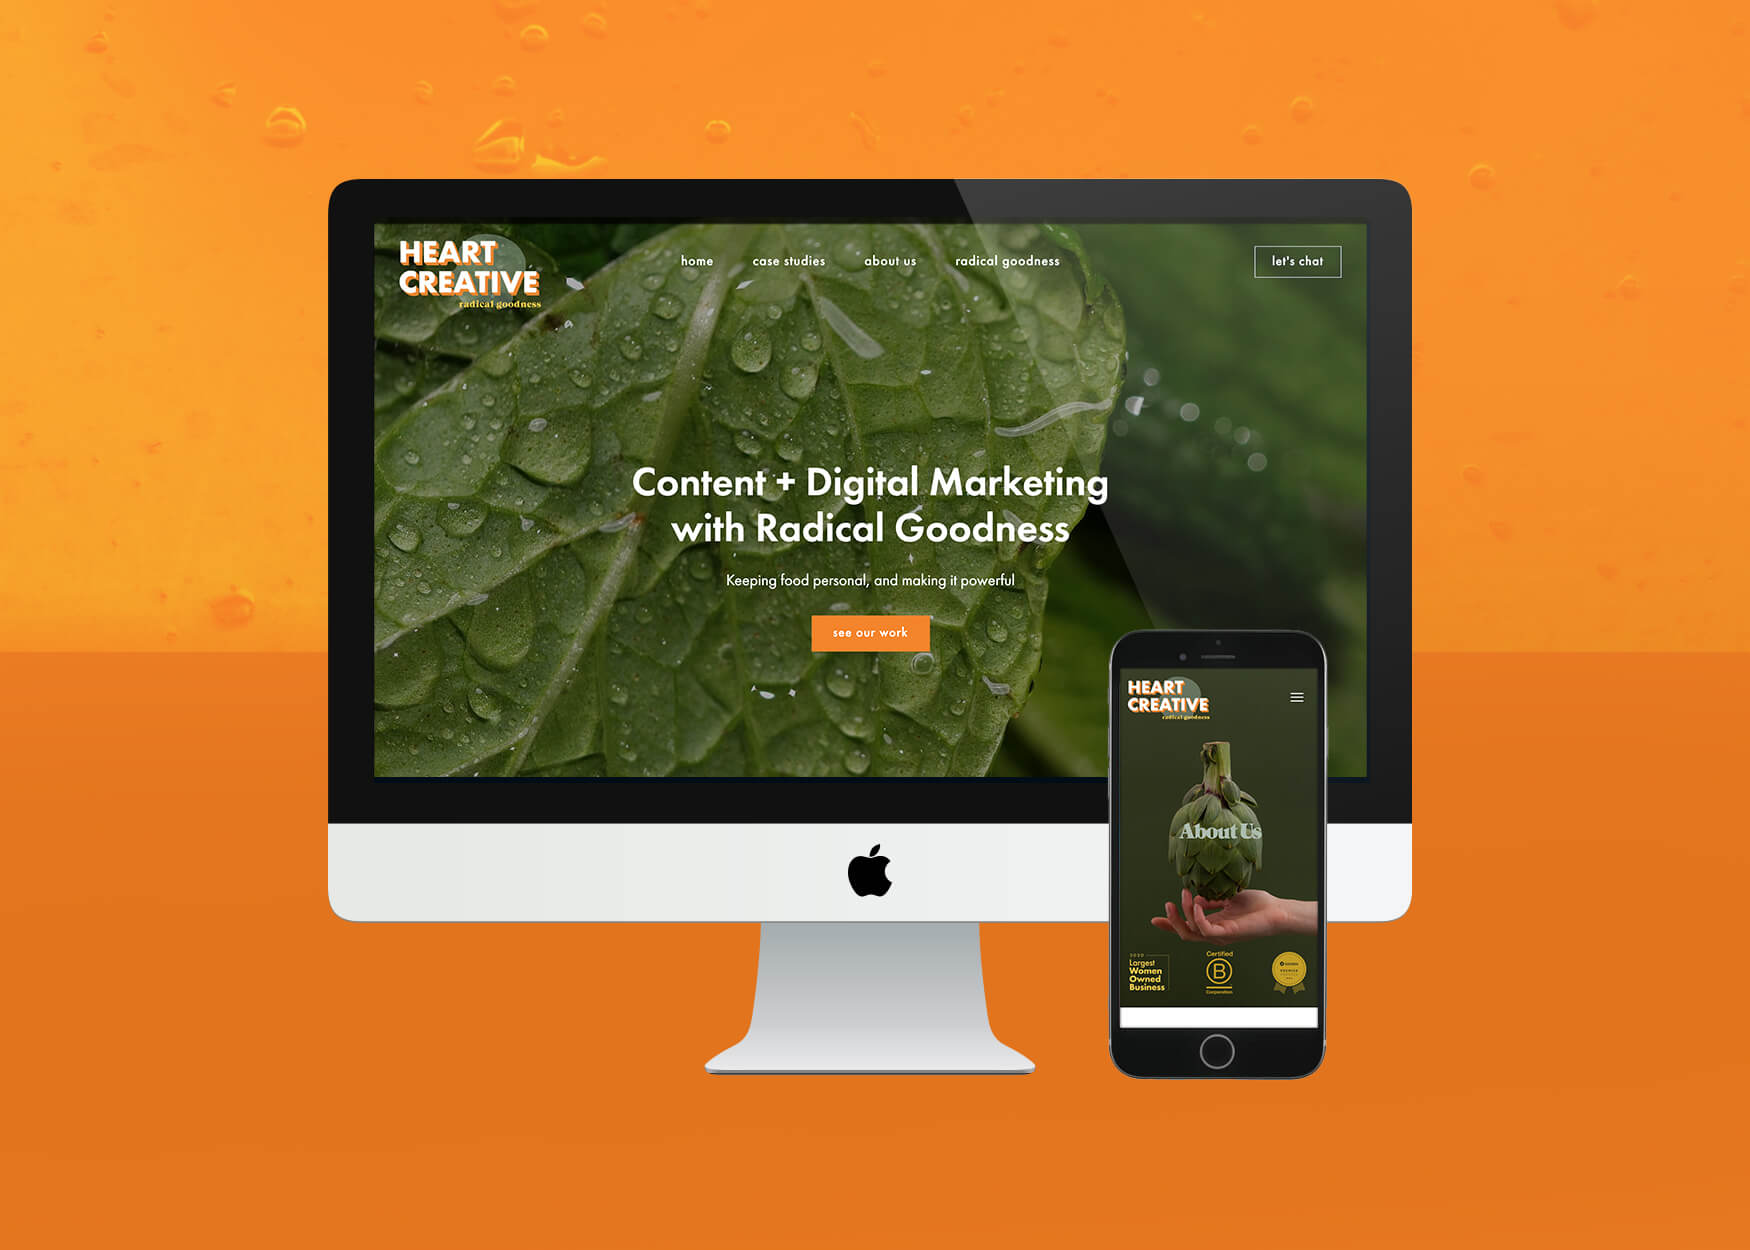 HEART
CREATIVE
radical goodness
home
case studies
about us
radical goodness
let's chat
Content + Digital Marketing
with Radical Goodness
Keeping food personal, and making it powerful
see our work
HEART
CREATIVE
radical goodness
About Us
2020
Largest
Women
Owned
Business
Certified
B
Corporation
PREMIER